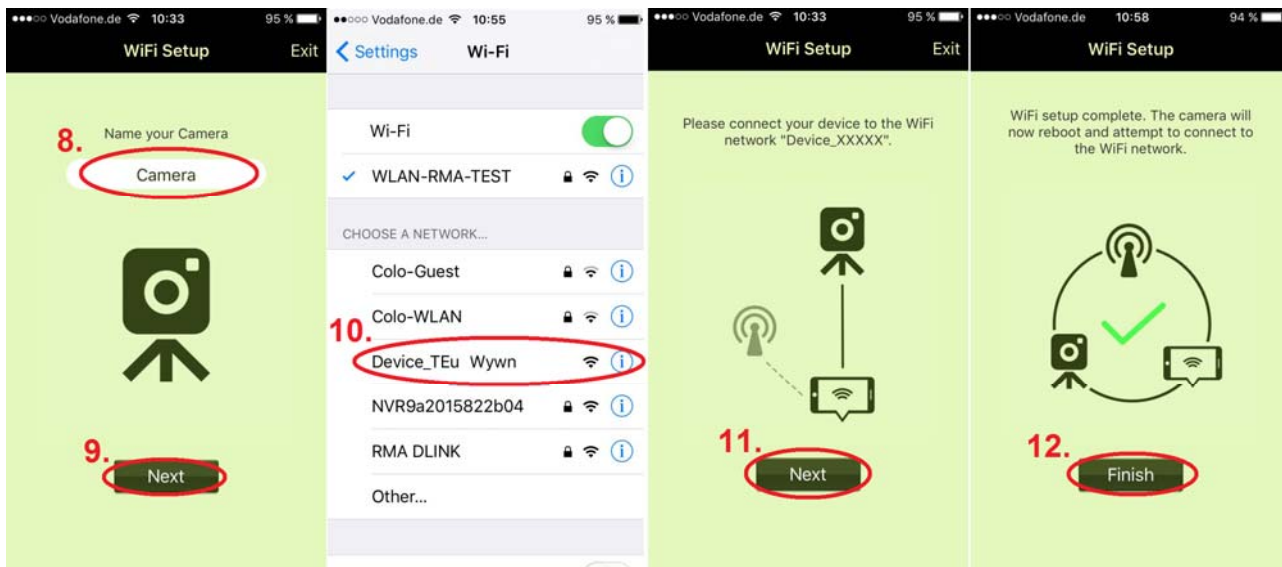 ●●●○○ Vodafone.de 10:33 95 %
WiFi Setup Exit
8.
Name your Camera
Camera
9.
Next
●●○○○ Vodafone.de 10:55 95 %
Settings Wi-Fi
Wi-Fi
WLAN-RMA-TEST
CHOOSE A NETWORK...
Colo-Guest
Colo-WLAN
10.
Device_TEu Wywn
NVR9a2015822b04
RMA DLINK
Other...
●●●○○ Vodafone.de 10:33 95 %
WiFi Setup Exit
Please connect your device to the WiFi
network "Device_XXXXX".
11.
Next
●●●○○ Vodafone.de 10:58 94 %
WiFi Setup
WiFi setup complete. The camera will
now reboot and attempt to connect to
the WiFi network.
12.
Finish